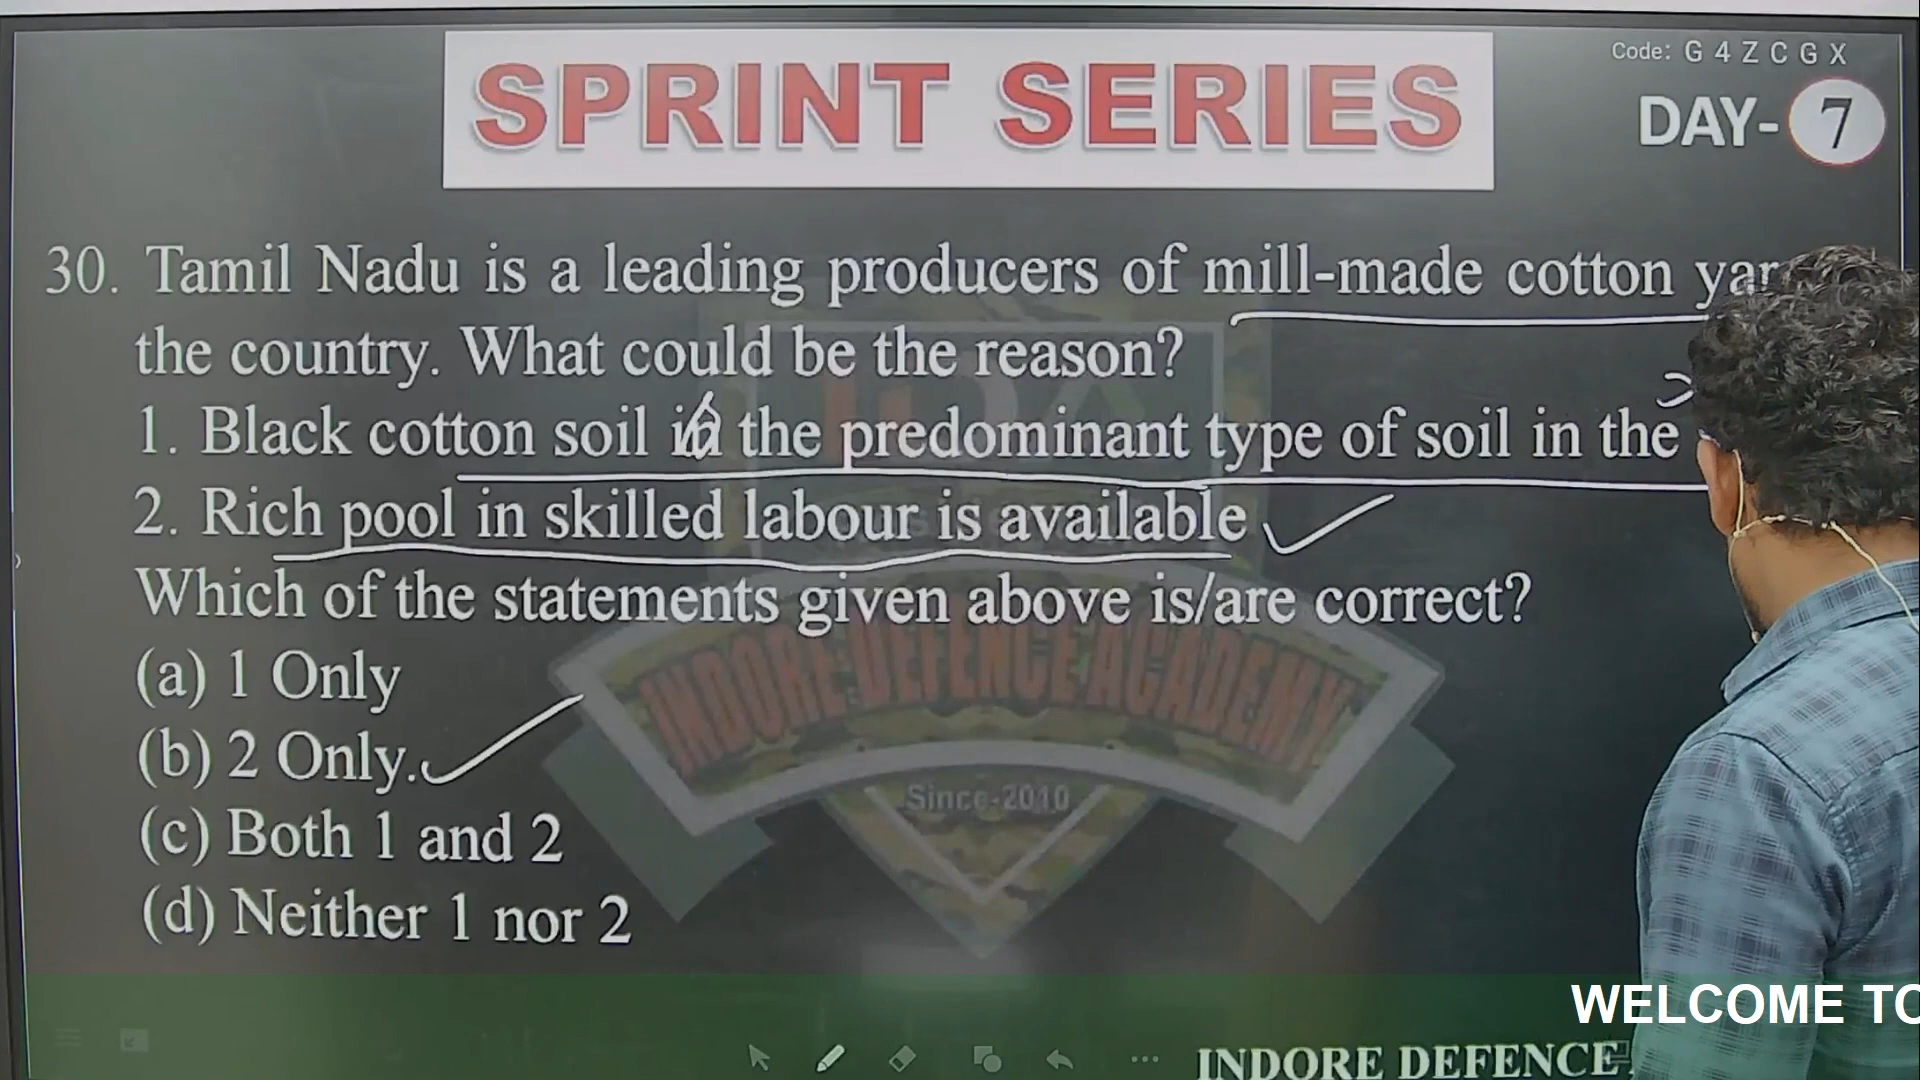 Code: G 4 Z C G X
SPRINT SERIES
DAY- 7
30. Tamil Nadu is a leading producers of mill-made cotton
the country. What could be the reason?
1. Black cotton soil the predominant type of soil in the
2. Rich pool in skilled labour is available
Which of the statements given above is/are correct?
(a) 1 Only
(b) 2 Only.
(c) Both 1 and 2
(d) Neither 1 nor 2
INDORE DEFENCE ACADEMY
Since-2010
WELCOME TO
INDORE DEFENCE